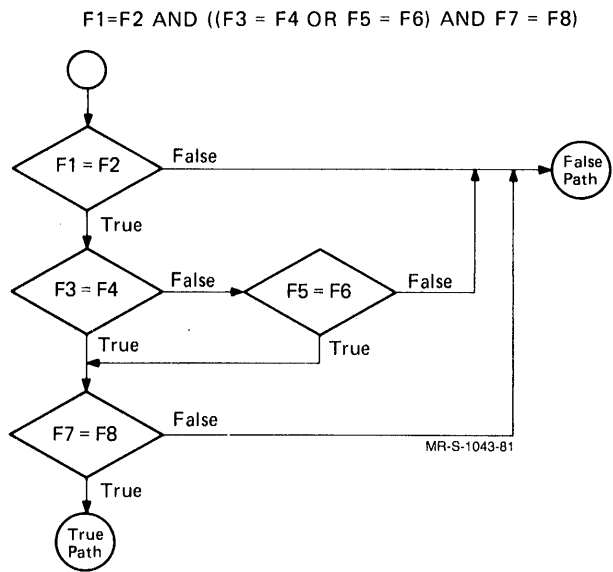 F1=F2 AND ((F3 = F4 OR F5 = F6) AND F7 = F8)
F1 = F2
False
False
Path
True
F3 = F4
False
F5 = F6
False
True
True
F7 = F8
False
MR-S-1043-81
True
True
Path